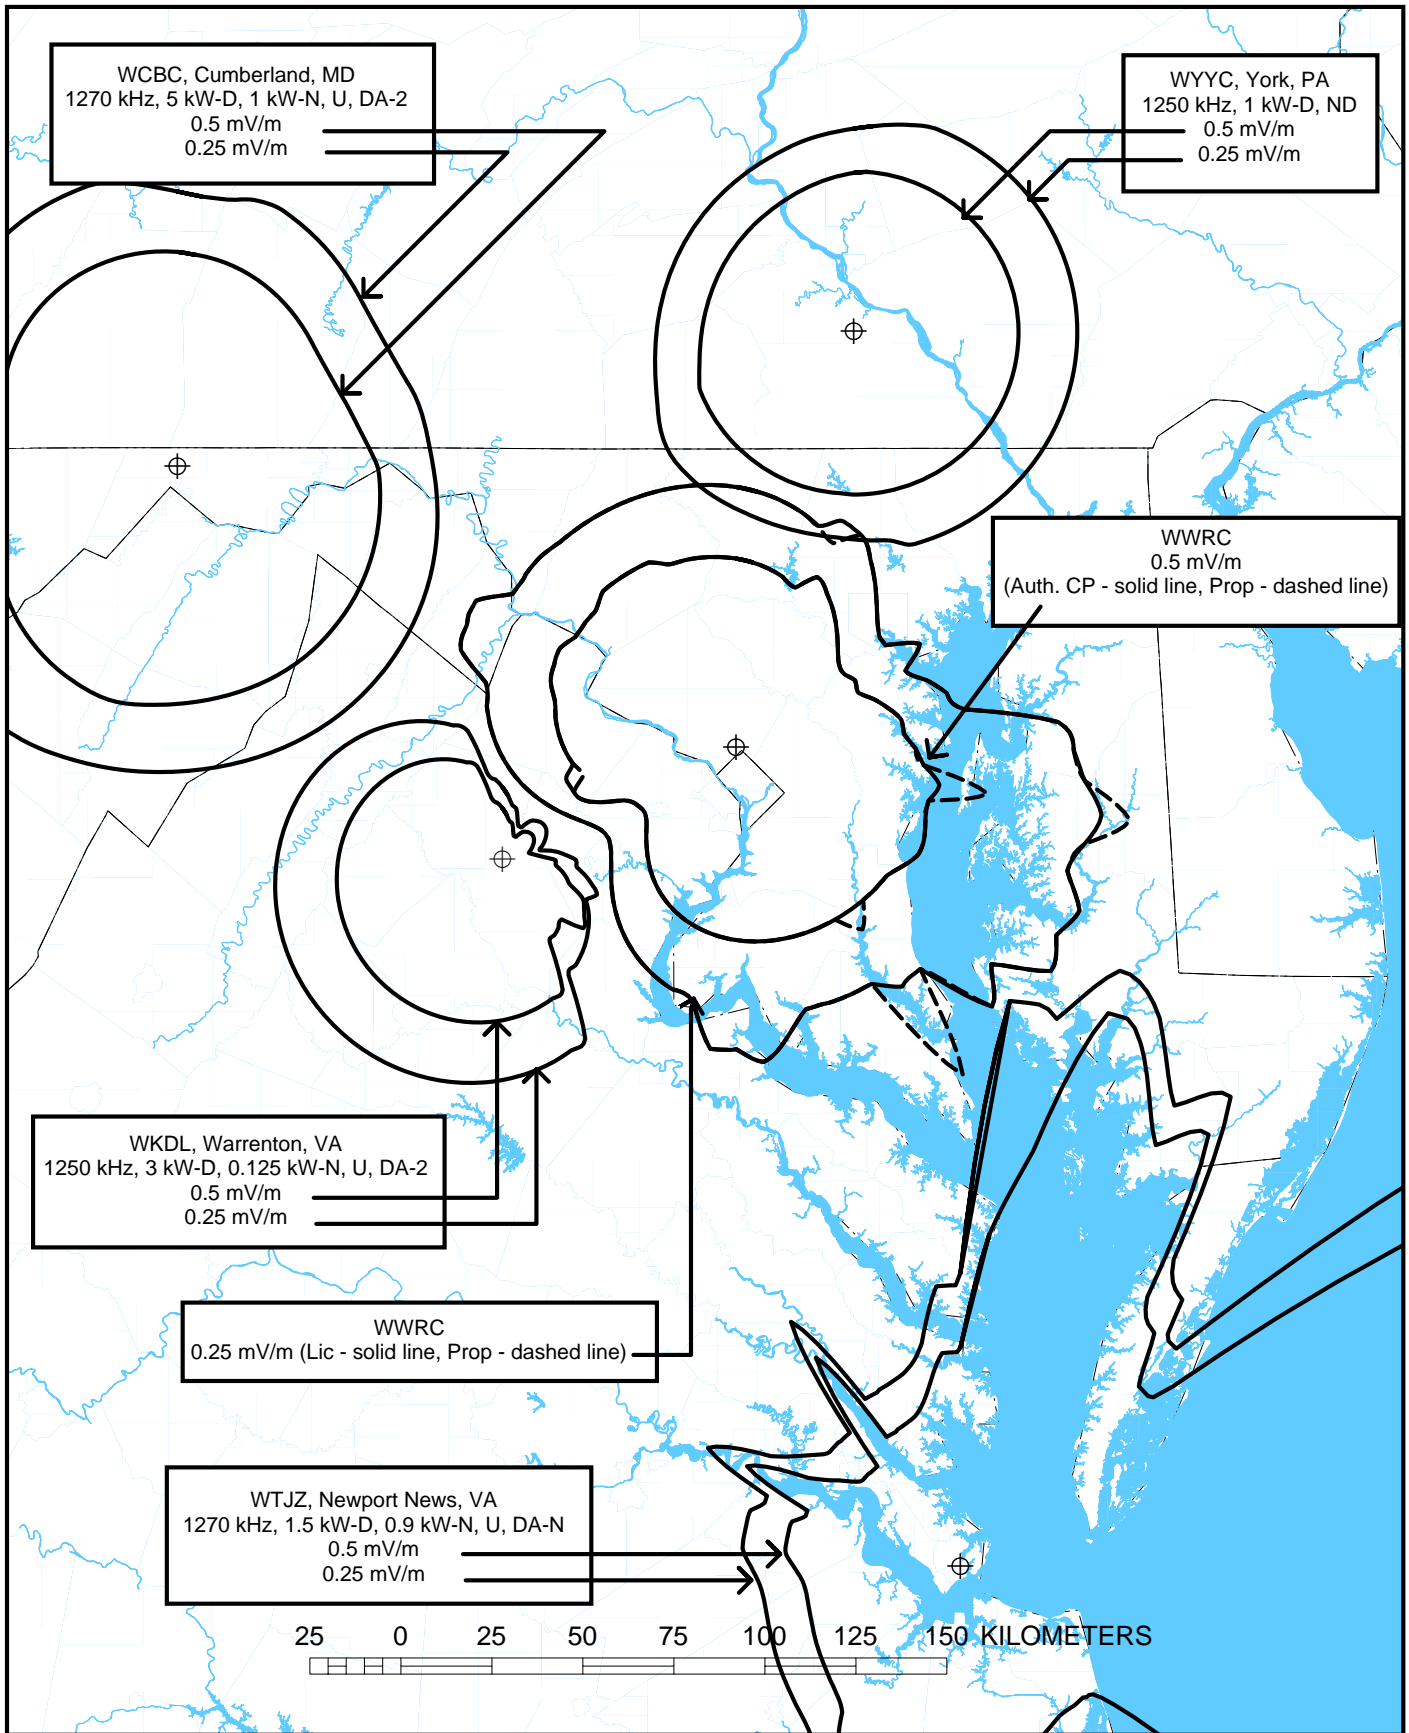 WCBC, Cumberland, MD
1270 kHz, 5 kW-D, 1 kW-N, U, DA-2
0.5 mV/m
0.25 mV/m
WYYC, York, PA
1250 kHz, 1 kW-D, ND
0.5 mV/m
0.25 mV/m
WWRC
0.5 mV/m
(Auth. CP - solid line, Prop - dashed line)
WKDL, Warrenton, VA
1250 kHz, 3 kW-D, 0.125 kW-N, U, DA-2
0.5 mV/m
0.25 mV/m
WWRC
0.25 mV/m (Lic - solid line, Prop - dashed line)
WTJZ, Newport News, VA
1270 kHz, 1.5 kW-D, 0.9 kW-N, U, DA-N
0.5 mV/m
0.25 mV/m
25 0 25 50 75 100 125 150 KILOMETERS